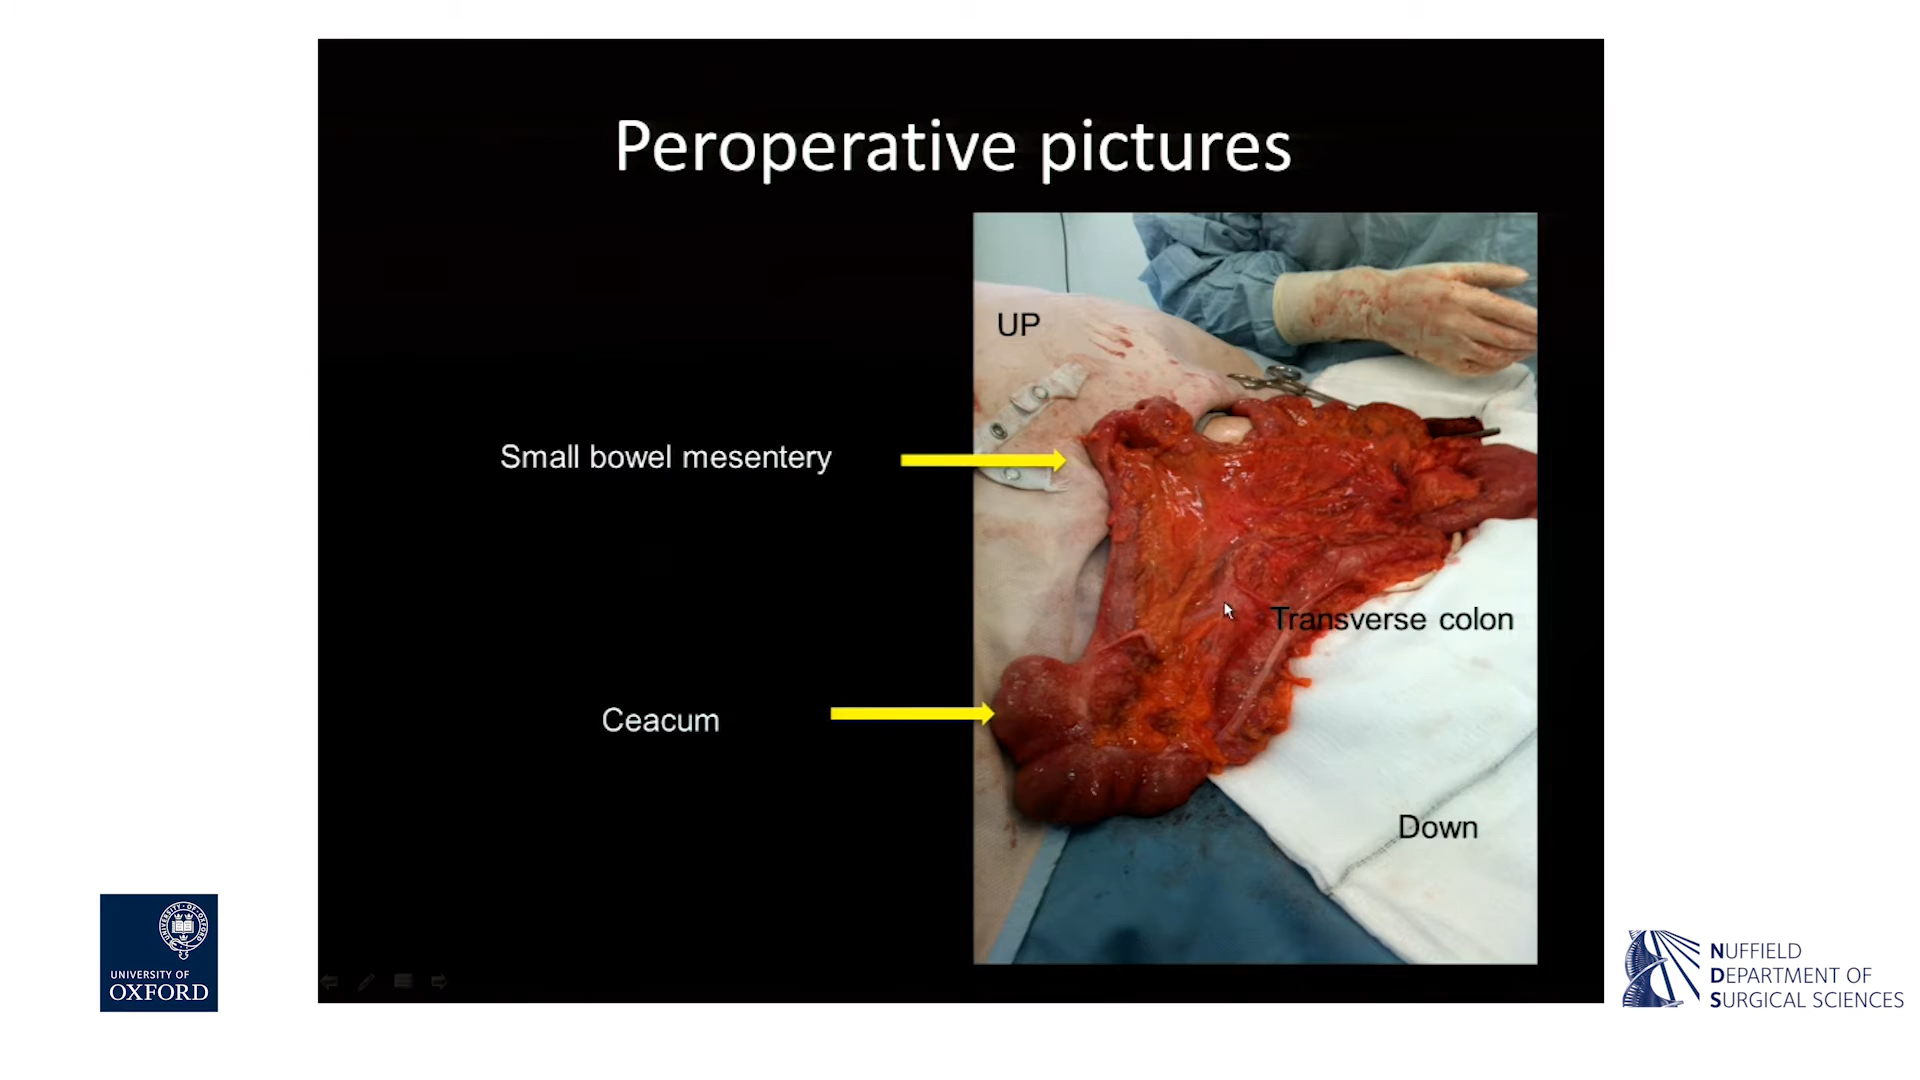 Peroperative pictures
UP
Small bowel mesentery
Transverse colon
Ceacum
Down
UNIVERSITY OF
OXFORD
NUFFIELD
DEPARTMENT OF
SURGICAL SCIENCES